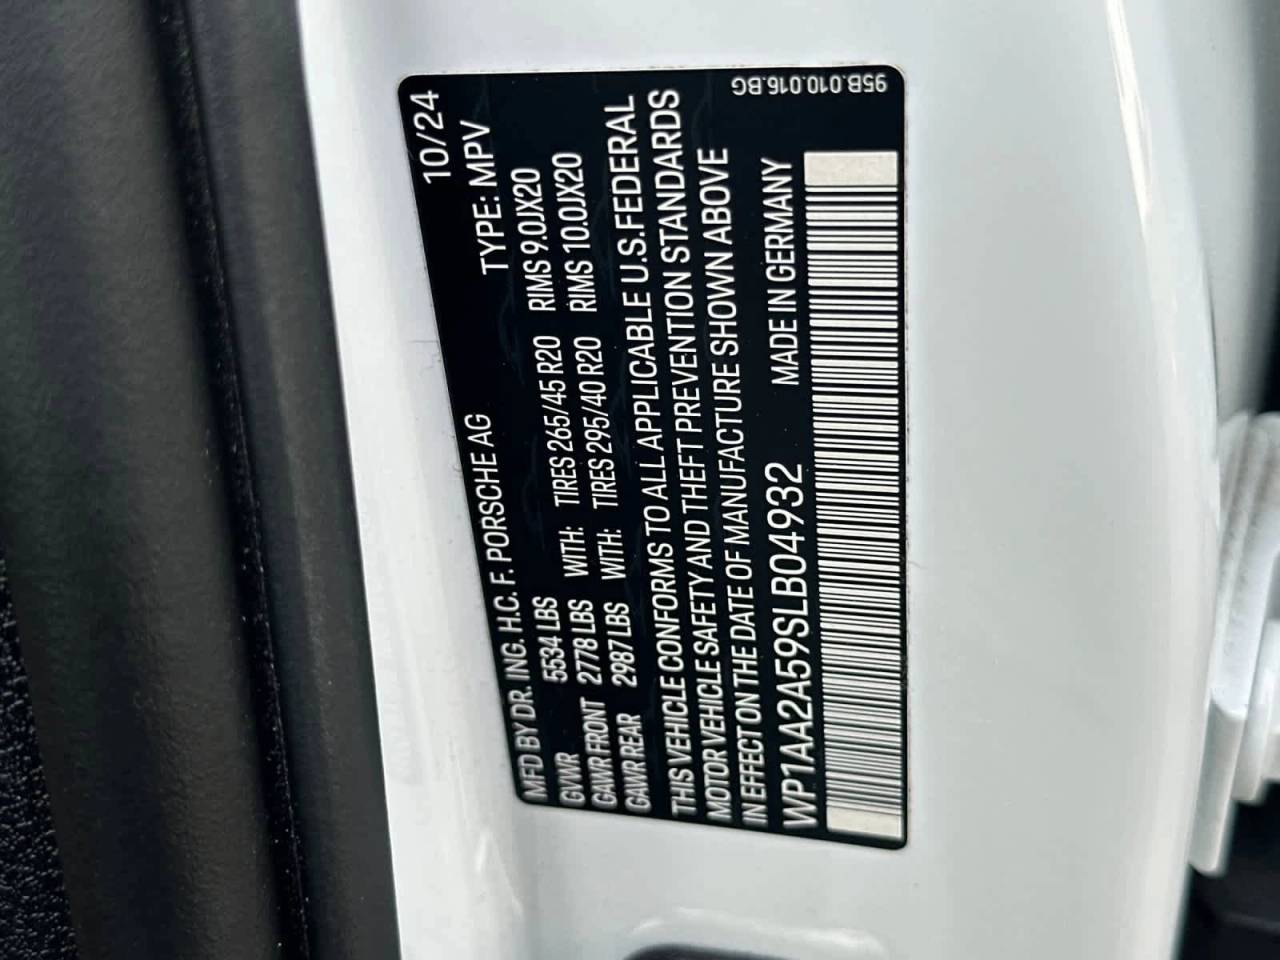 10/24
MFD BY DR. ING. H.C. F. PORSCHE AG TYPE: MPV
GVWR 5534 LBS
GAWR FRONT 2778 LBS WITH: TIRES 265/45 R20 RIMS 9.0JX20
GAWR REAR 2987 LBS WITH: TIRES 295/40 R20 RIMS 10.0JX20
THIS VEHICLE CONFORMS TO ALL APPLICABLE U.S.FEDERAL
MOTOR VEHICLE SAFETY AND THEFT PREVENTION STANDARDS
IN EFFECT ON THE DATE OF MANUFACTURE SHOWN ABOVE
WP1AA2A59SLB04932 MADE IN GERMANY
95B.010.016.BG